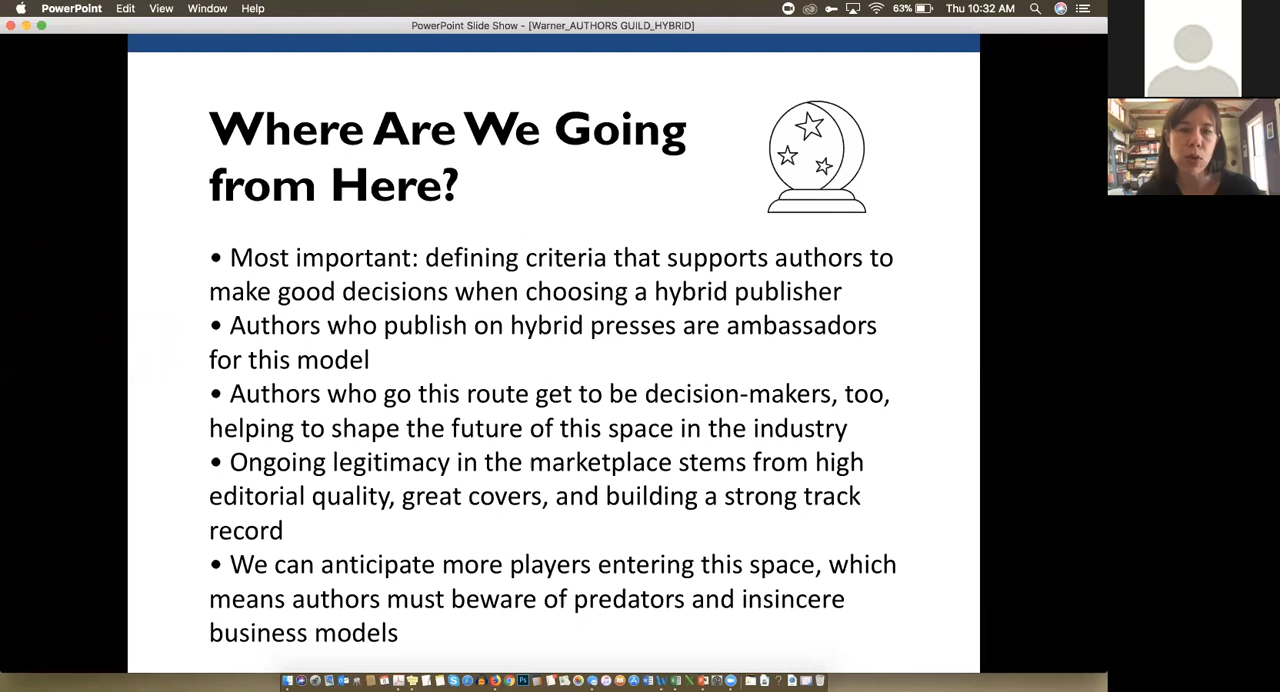 PowerPoint Edit View Window Help 63% Thu 10:32 AM
PowerPoint Slide Show - [Warner_AUTHORS GUILD_HYBRID]
Where Are We Going
from Here?
• Most important: defining criteria that supports authors to
make good decisions when choosing a hybrid publisher
• Authors who publish on hybrid presses are ambassadors
for this model
• Authors who go this route get to be decision-makers, too,
helping to shape the future of this space in the industry
• Ongoing legitimacy in the marketplace stems from high
editorial quality, great covers, and building a strong track
record
• We can anticipate more players entering this space, which
means authors must beware of predators and insincere
business models